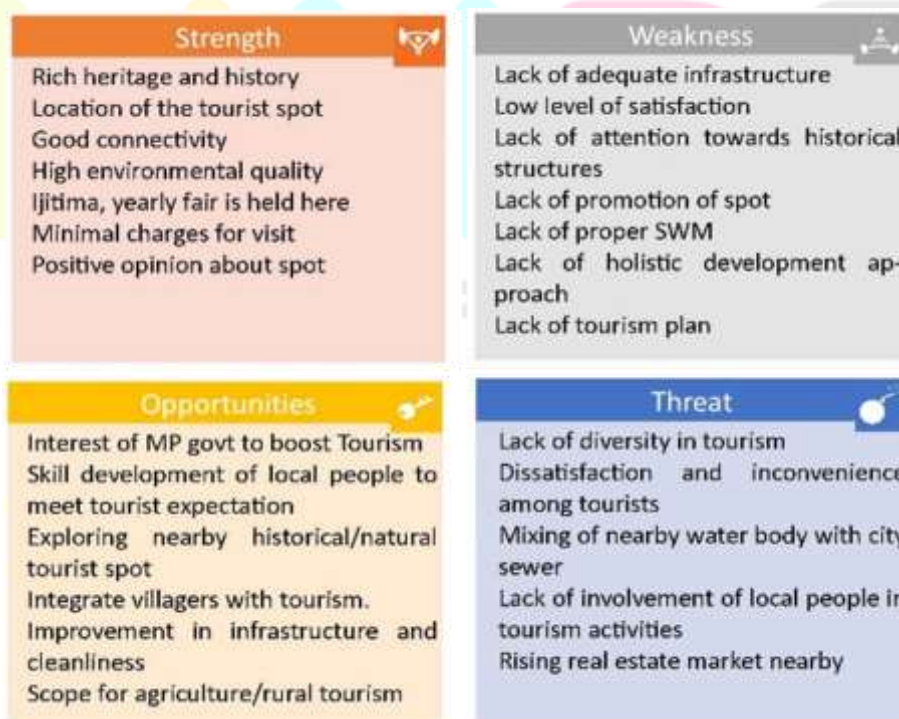 Strength
Rich heritage and history
Location of the tourist spot
Good connectivity
High environmental quality
Ijitima, yearly fair is held here
Minimal charges for visit
Positive opinion about spot
Weakness
Lack of adequate infrastructure
Low level of satisfaction
Lack of attention towards historical
structures
Lack of promotion of spot
Lack of proper SWM
Lack of holistic development ap-
proach
Lack of tourism plan
Opportunities
Interest of MP govt to boost Tourism
Skill development of local people to
meet tourist expectation
Exploring nearby historical/natural
tourist spot
Integrate villagers with tourism.
Improvement in infrastructure and
cleanliness
Scope for agriculture/rural tourism
Threat
Lack of diversity in tourism
Dissatisfaction and inconvenience
among tourists
Mixing of nearby water body with city
sewer
Lack of involvement of local people in
tourism activities
Rising real estate market nearby